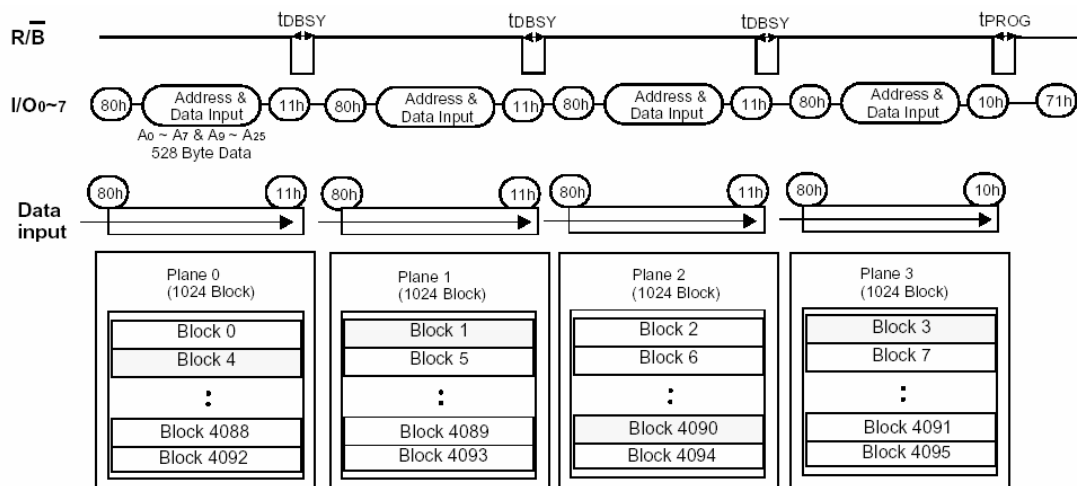 tDBSY tDBSY tDBSY tPROG
R/B
I/O0~7 80h Address & Data Input 11h 80h Address & Data Input 11h 80h Address & Data Input 11h 80h Address & Data Input 10h 71h
A0 ~ A7 & A9 ~ A25
528 Byte Data
80h 11h 80h 11h 80h 11h 80h 10h
Data input
Plane 0
(1024 Block)
Block 0
Block 4
Block 4088
Block 4092
Plane 1
(1024 Block)
Block 1
Block 5
Block 4089
Block 4093
Plane 2
(1024 Block)
Block 2
Block 6
Block 4090
Block 4094
Plane 3
(1024 Block)
Block 3
Block 7
Block 4091
Block 4095